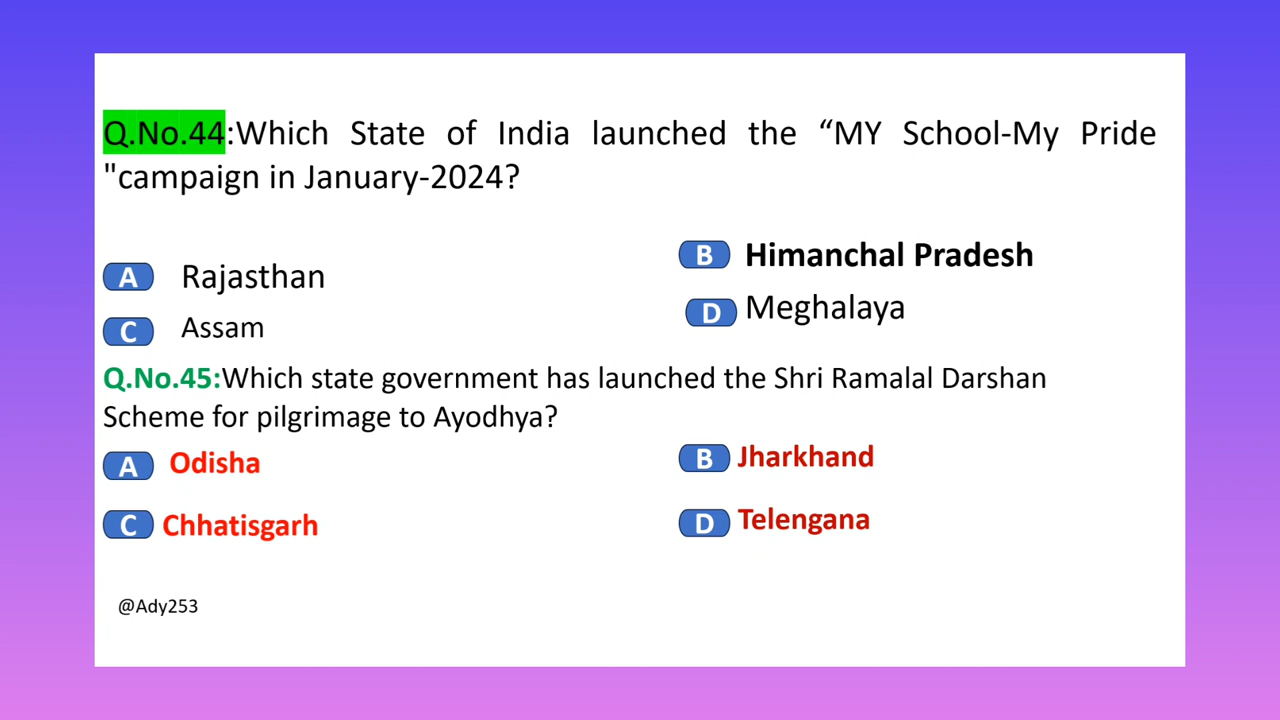 Q.No.44:Which State of India launched the “MY School-My Pride
"campaign in January-2024?
A Rajasthan
B Himanchal Pradesh
C Assam
D Meghalaya
Q.No.45:Which state government has launched the Shri Ramalal Darshan
Scheme for pilgrimage to Ayodhya?
A Odisha
B Jharkhand
C Chhatisgarh
D Telengana
@Ady253